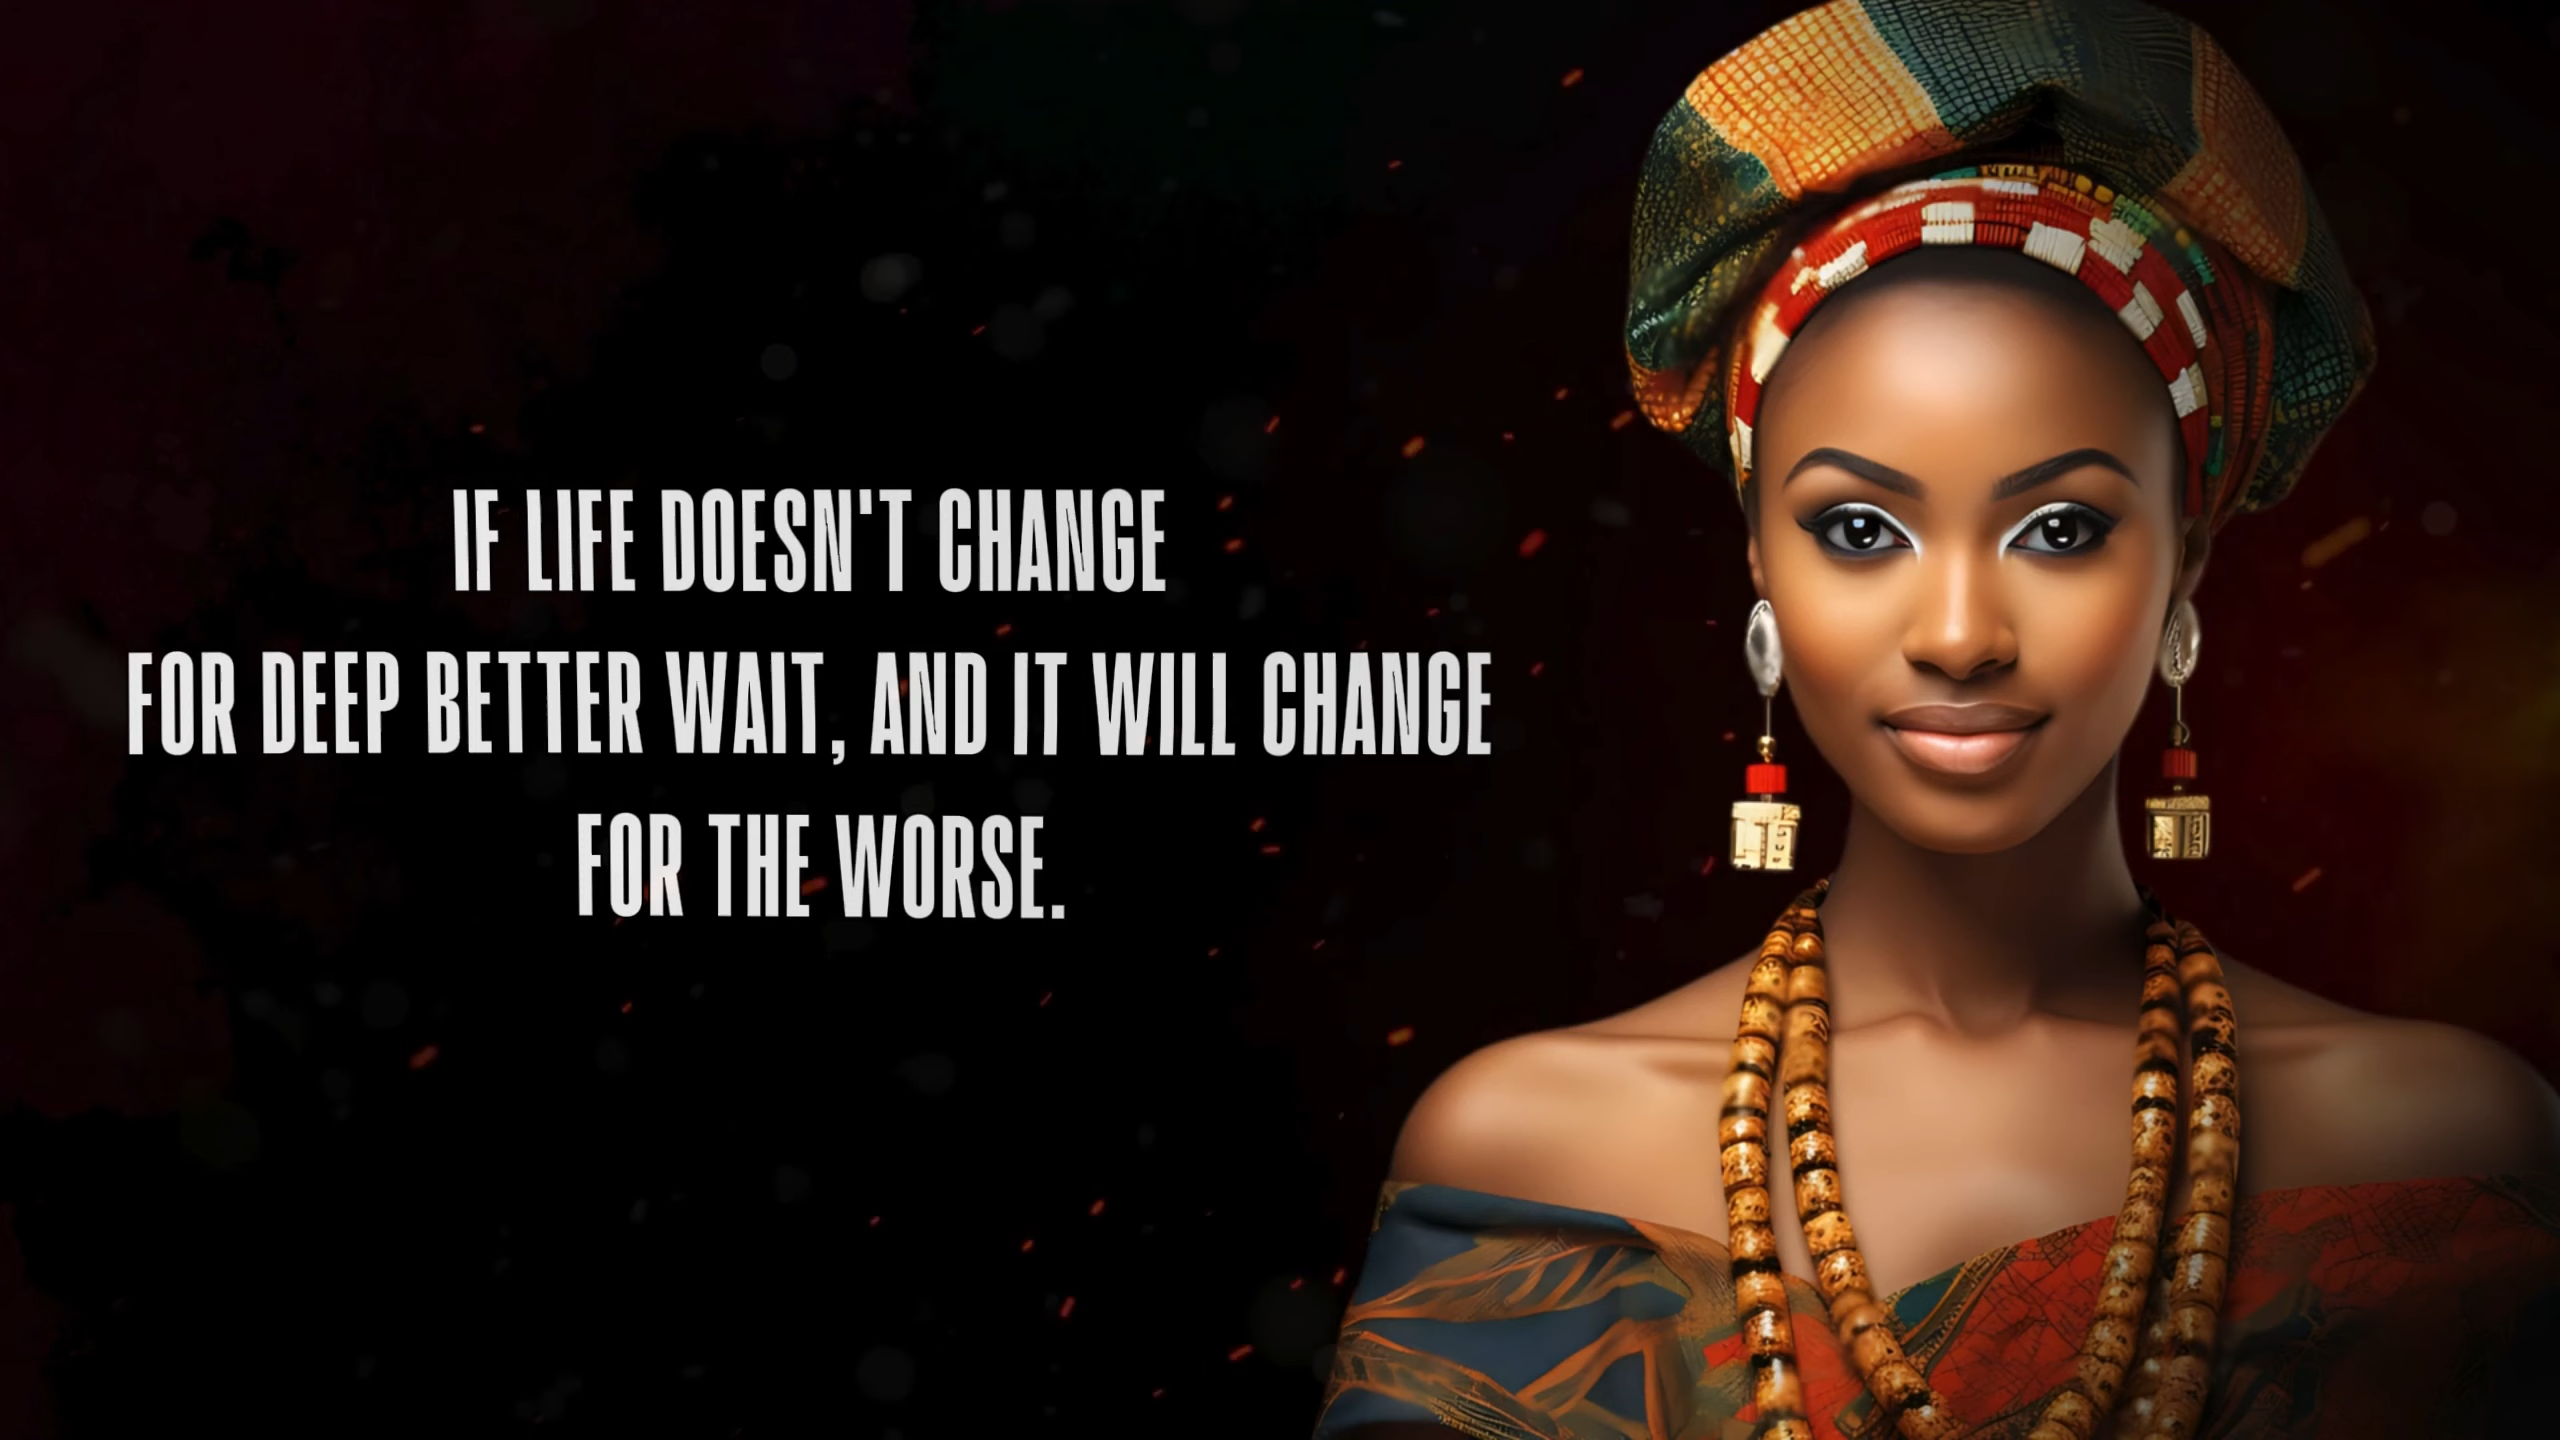 IF LIFE DOESN'T CHANGE
FOR DEEP BETTER WAIT, AND IT WILL CHANGE
FOR THE WORSE.